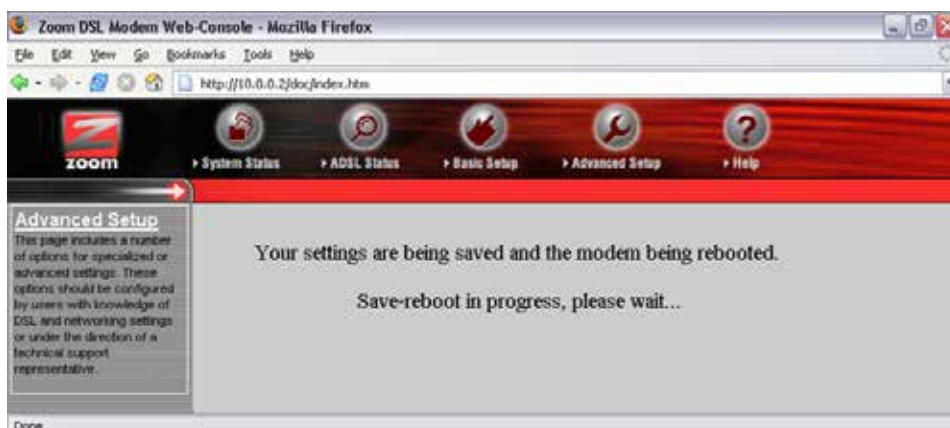 Zoom DSL Modem Web-Console - Mozilla Firefox
File Edit View Go Bookmarks Tools Help
http://10.0.0.2/doc/index.htm
ZOOM
System Status
ADSL Status
Basic Setup
Advanced Setup
Help
Advanced Setup
This page includes a number
of options for specialized or
advanced settings. These
options should be configured
by users with knowledge of
DSL and networking settings
or under the direction of a
technical support
representative.
Your settings are being saved and the modem being rebooted.
Save-reboot in progress, please wait...
Done